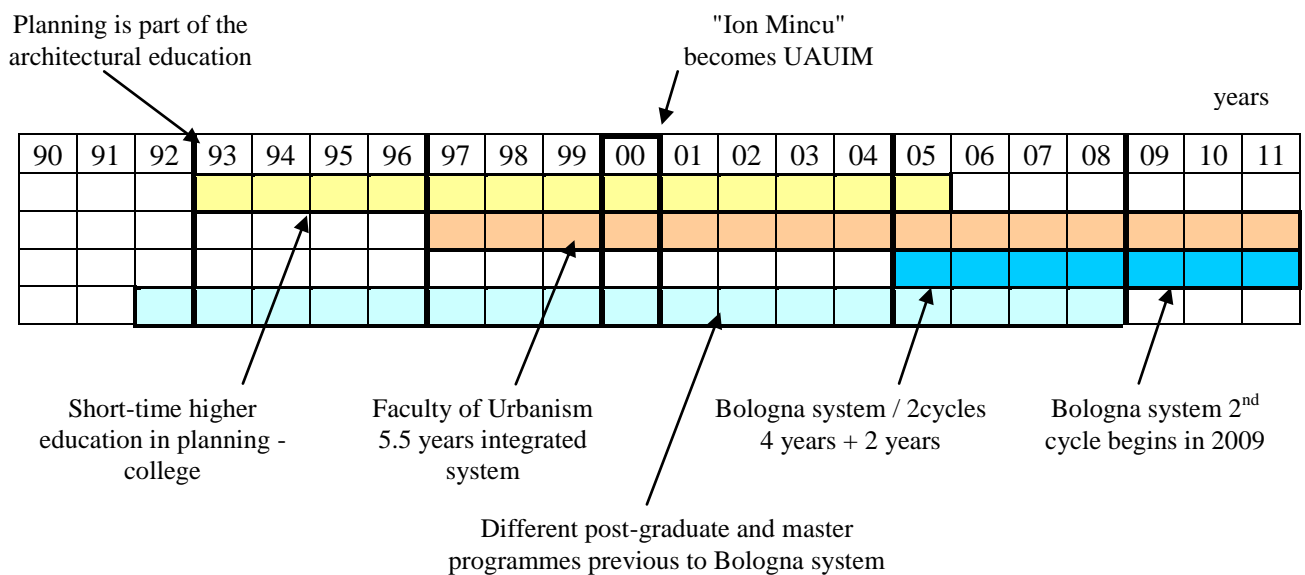 Planning is part of the
architectural education
"Ion Mincu"
becomes UAUIM
years
90 91 92 93 94 95 96 97 98 99 00 01 02 03 04 05 06 07 08 09 10 11
Short-time higher
education in planning -
college
Faculty of Urbanism
5.5 years integrated
system
Bologna system / 2cycles
4 years + 2 years
Bologna system 2nd
cycle begins in 2009
Different post-graduate and master
programmes previous to Bologna system